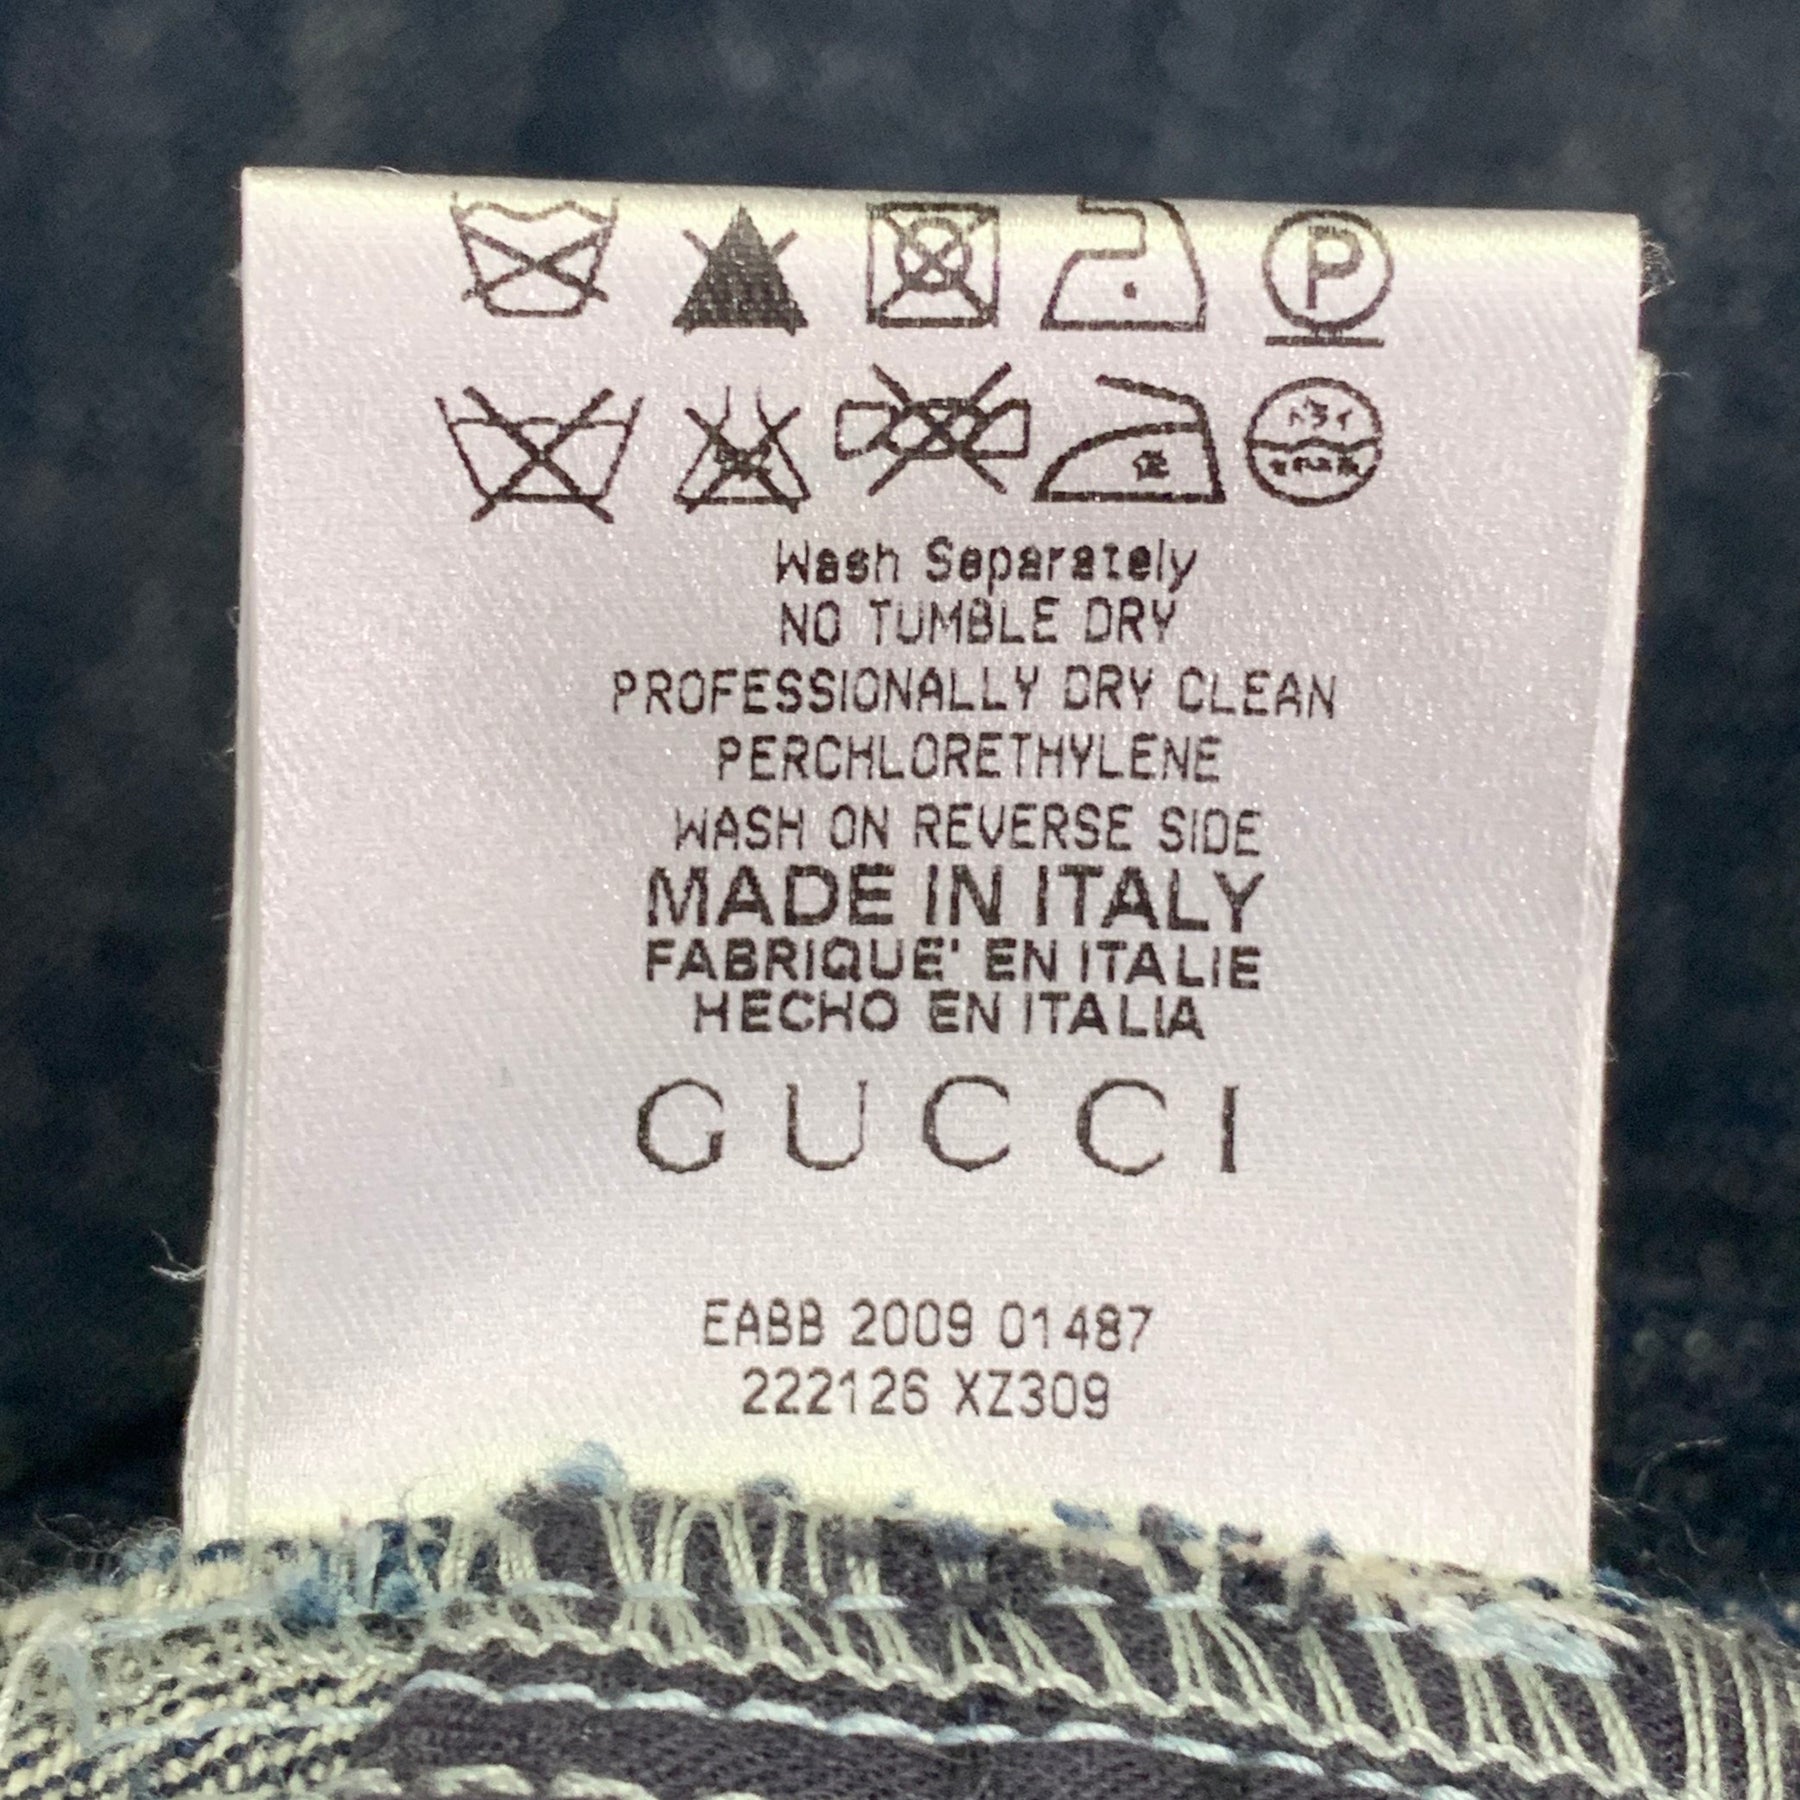 P
ドライ
Wash Separately
NO TUMBLE DRY
PROFESSIONALLY DRY CLEAN
PERCHLORETHYLENE
WASH ON REVERSE SIDE
MADE IN ITALY
FABRIQUE' EN ITALIE
HECHO EN ITALIA
GUCCI
EABB 2009 01487
222126 XZ309